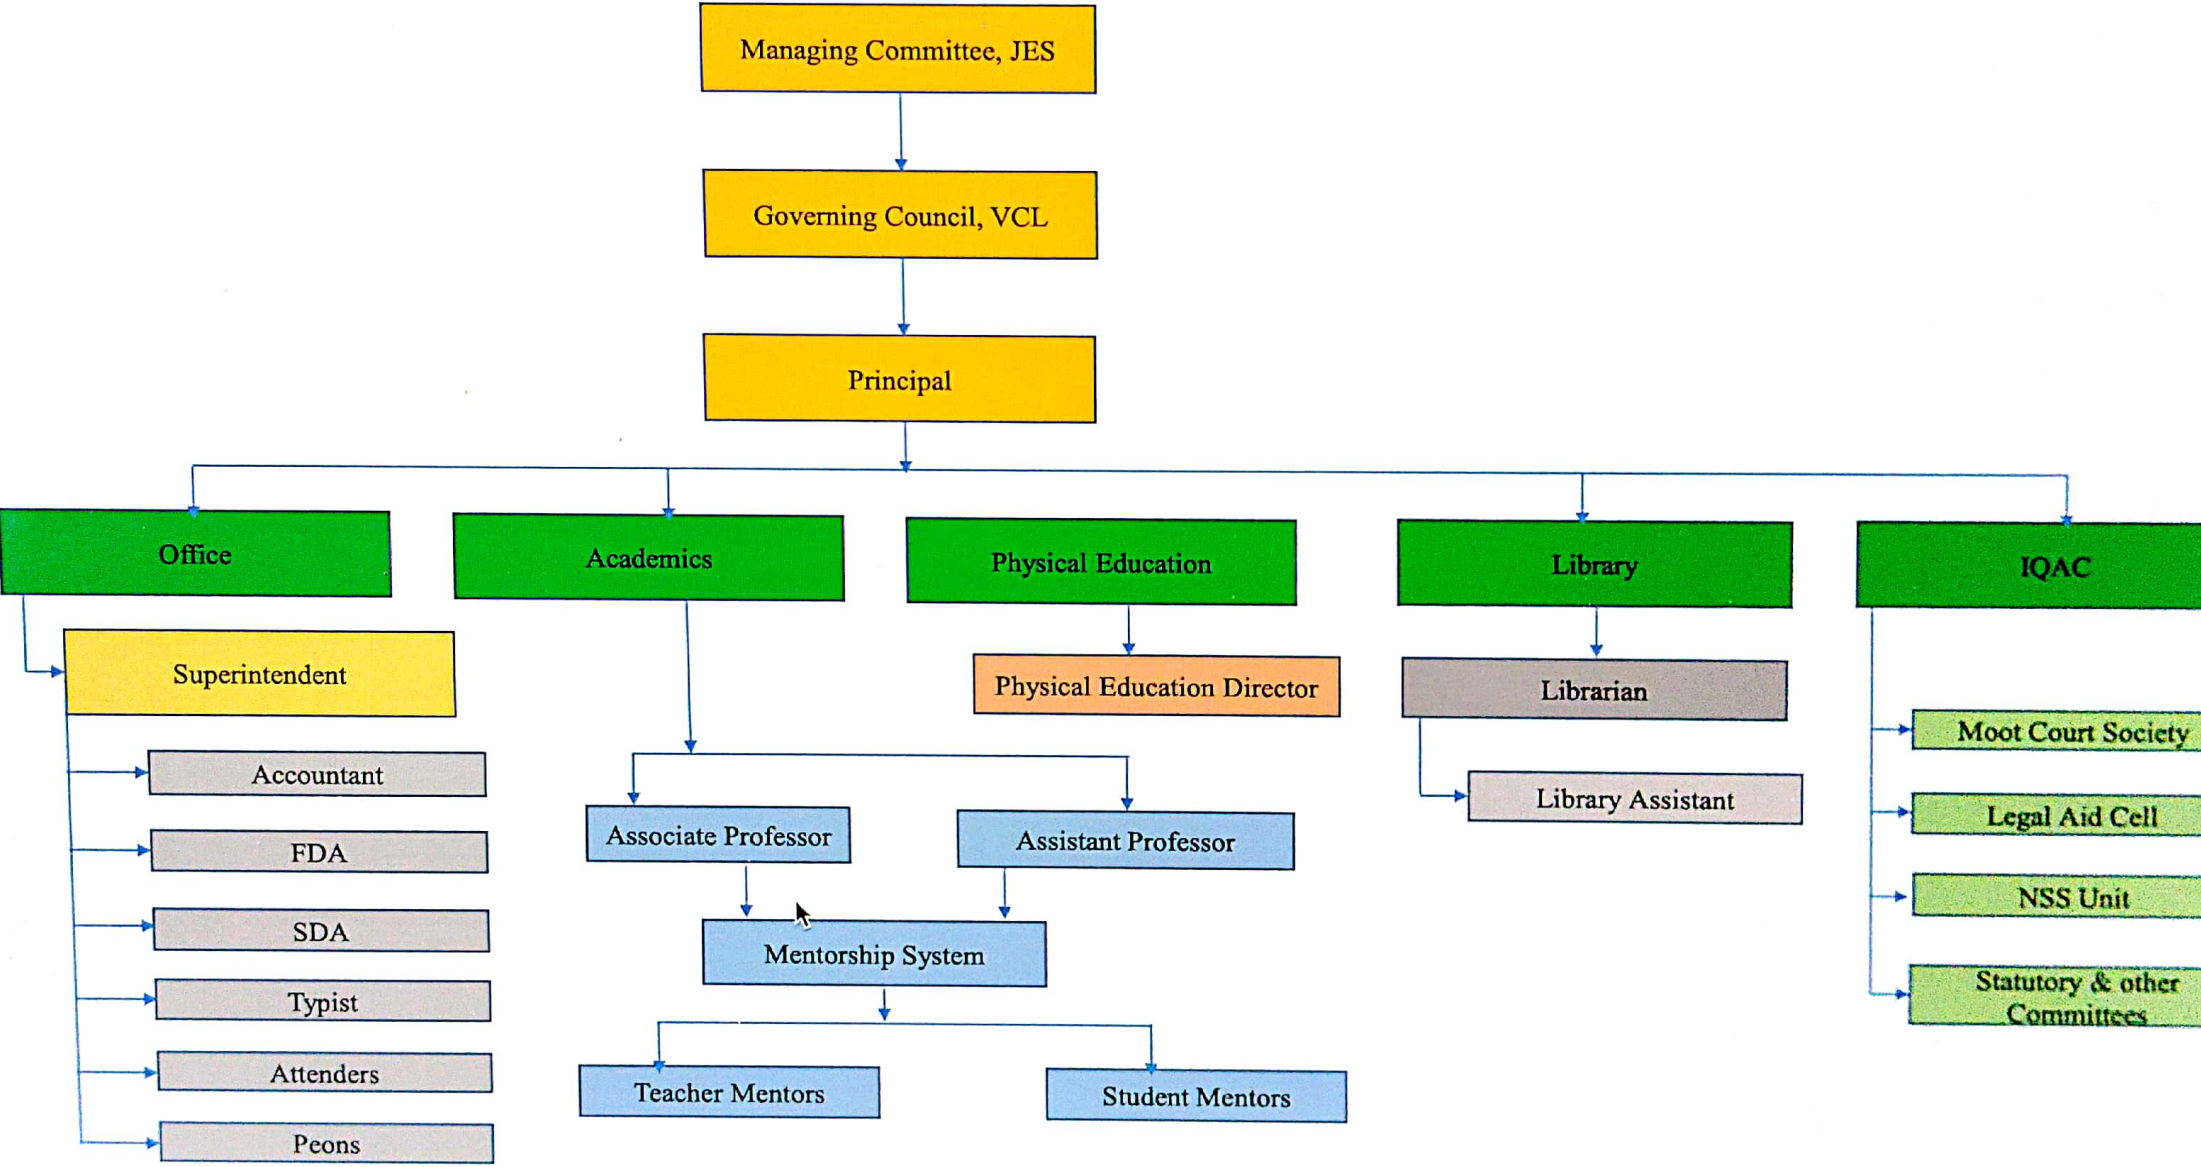 Managing Committee, JES
Governing Council, VCL
Principal
Office
Academics
Physical Education
Library
IQAC
Superintendent
Physical Education Director
Librarian
Moot Court Society
Accountant
Library Assistant
Legal Aid Cell
Associate Professor
Assistant Professor
FDA
NSS Unit
SDA
Mentorship System
Statutory & other
Committees
Typist
Attenders
Teacher Mentors
Student Mentors
Peons